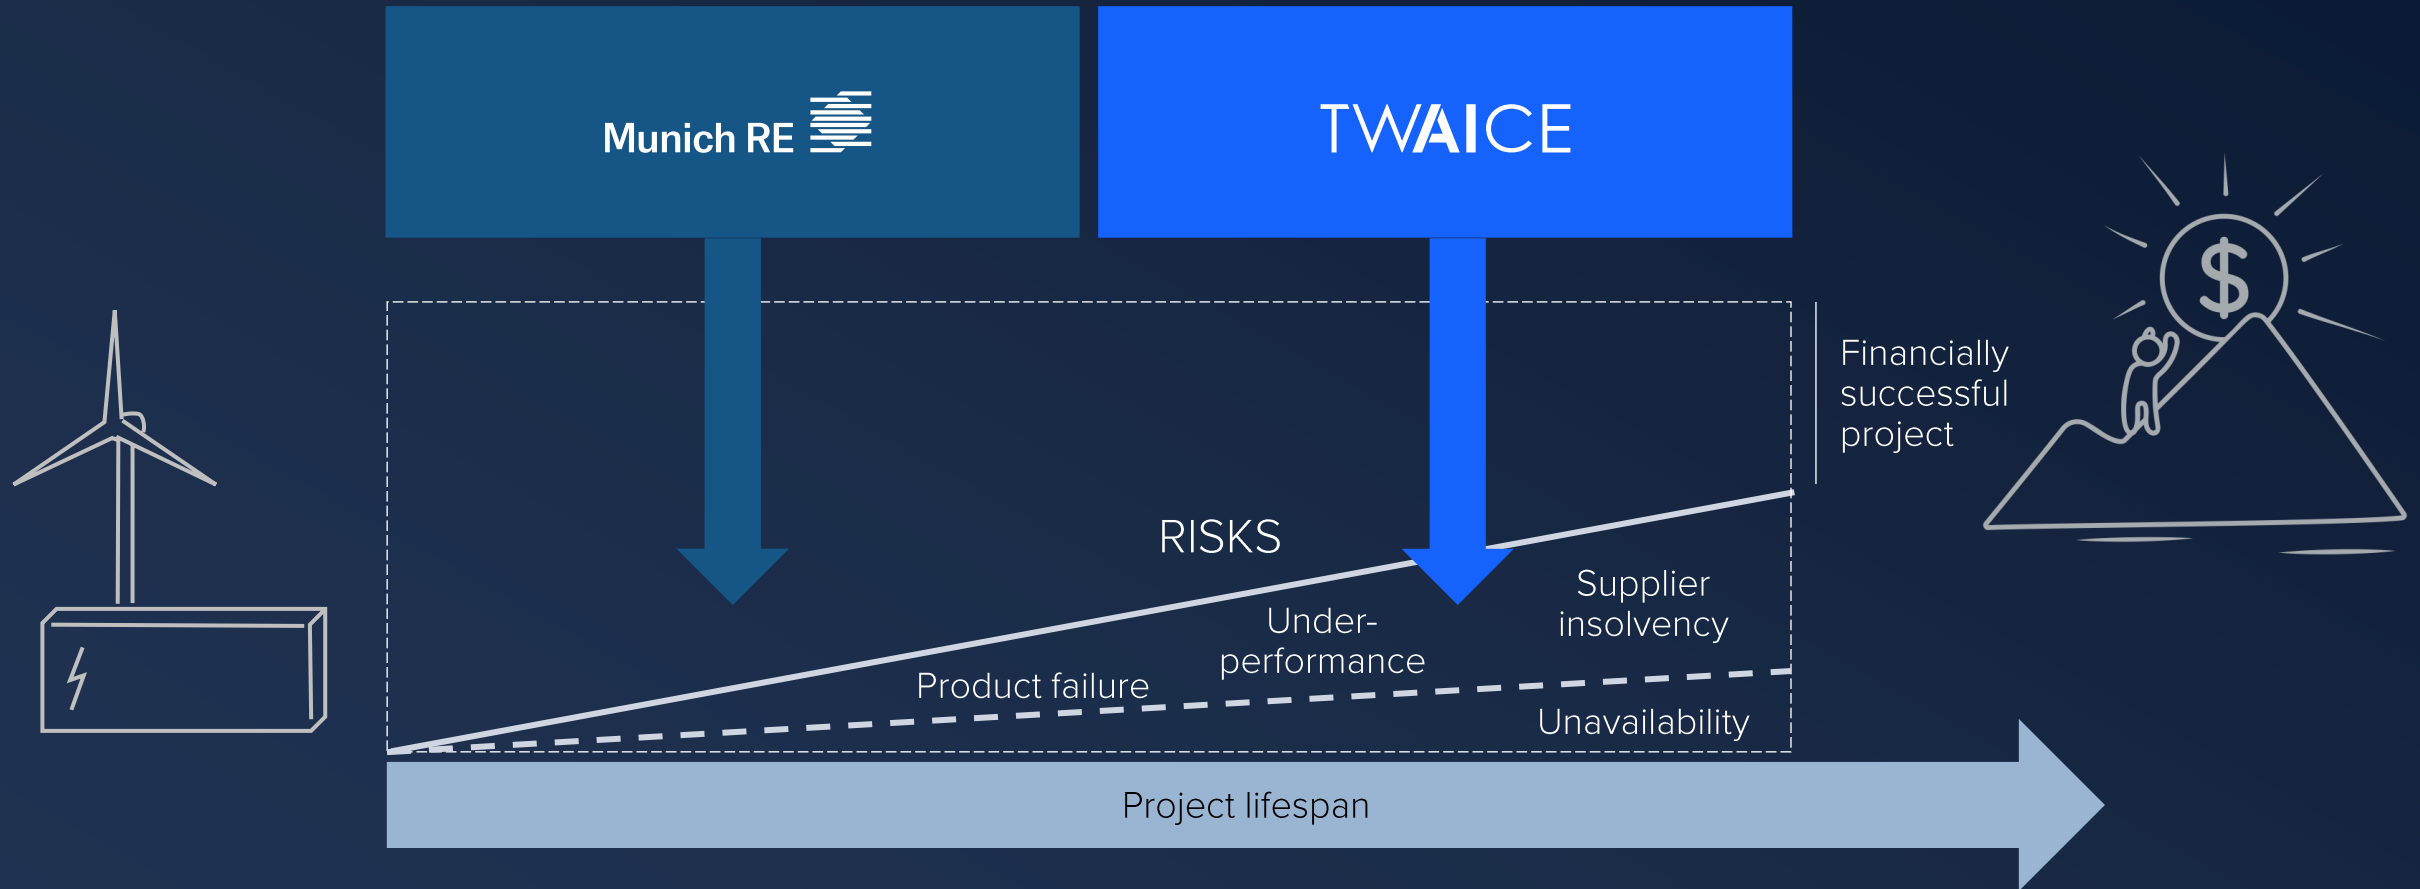 Munich RE
TWAICE
$
Financially
successful
project
RISKS
Supplier
insolvency
Under-
performance
Product failure
Unavailability
Project lifespan